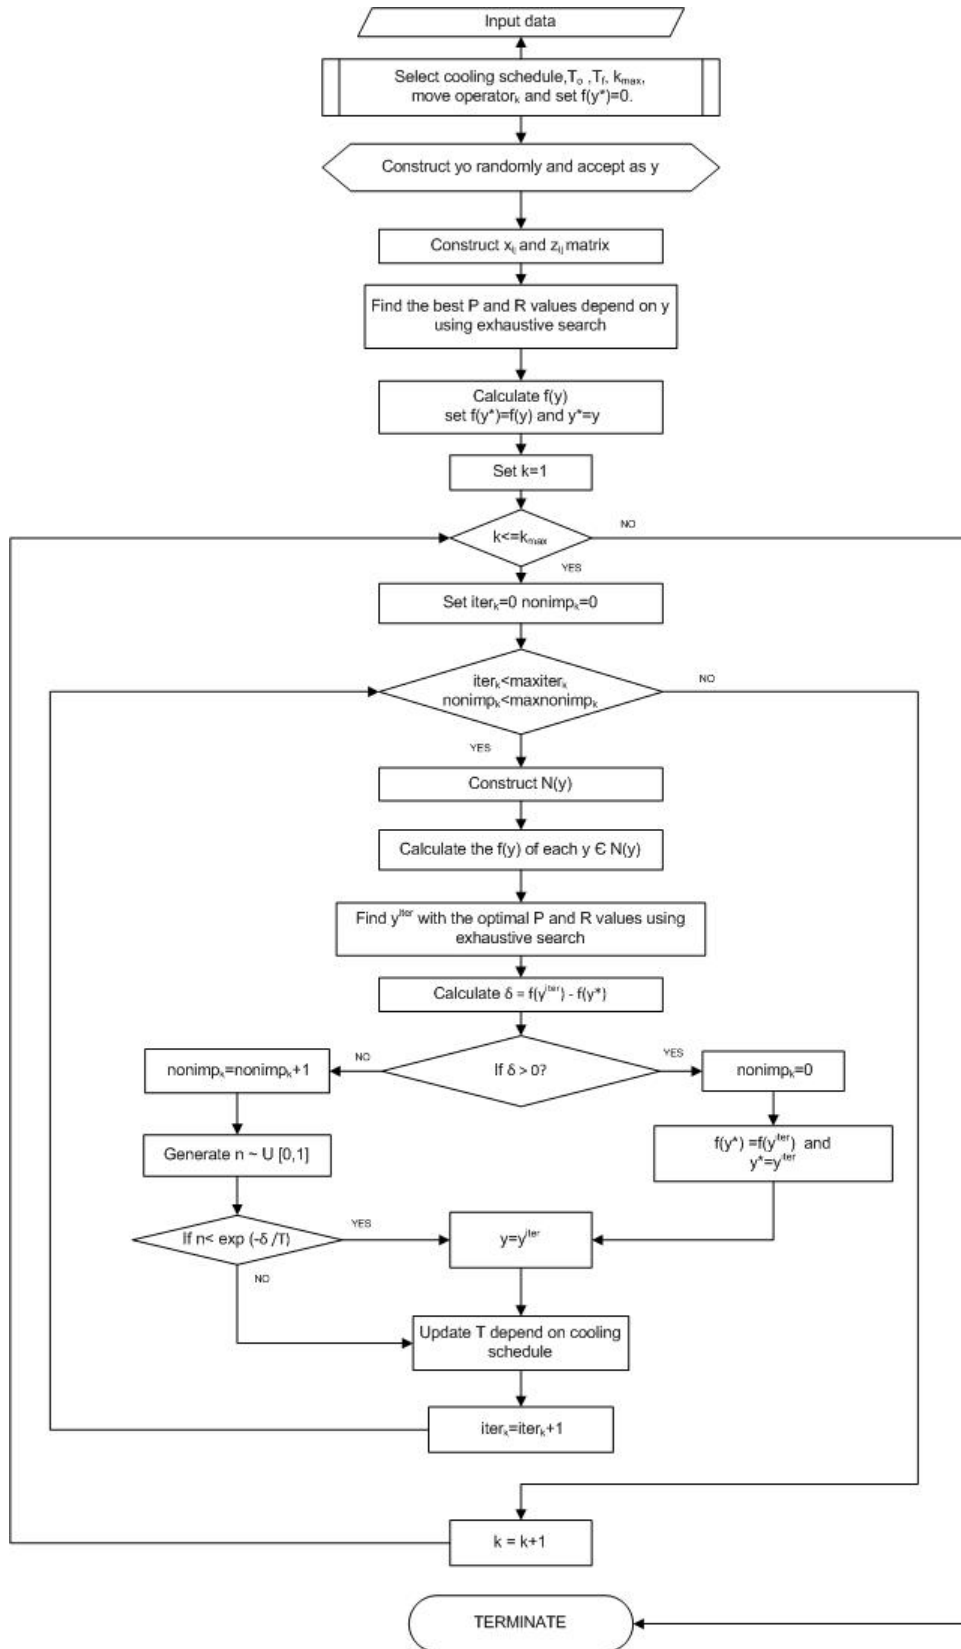 Input data
Select cooling schedule,Tₒ ,T_f, k_max,
move operator_k and set f(y*)=0.
Construct yo randomly and accept as y
Construct x_ij and z_ij matrix
Find the best P and R values depend on y
using exhaustive search
Calculate f(y)
set f(y*)=f(y) and y*=y
Set k=1
k<=k_max
NO
YES
Set iter_k=0 nonimp_k=0
iter_k<maxiter_k
nonimp_k<maxnonimp_k
NO
YES
Construct N(y)
Calculate the f(y) of each y Є N(y)
Find y^iter with the optimal P and R values using
exhaustive search
Calculate δ = f(y^iter) - f(y*)
If δ > 0?
NO
YES
nonimp_k=nonimp_k+1
nonimp_k=0
Generate n ~ U [0,1]
f(y*) =f(y^iter) and
y*=y^iter
If n< exp (-δ /T)
YES
NO
y=y^iter
Update T depend on cooling
schedule
iter_k=iter_k+1
k = k+1
TERMINATE